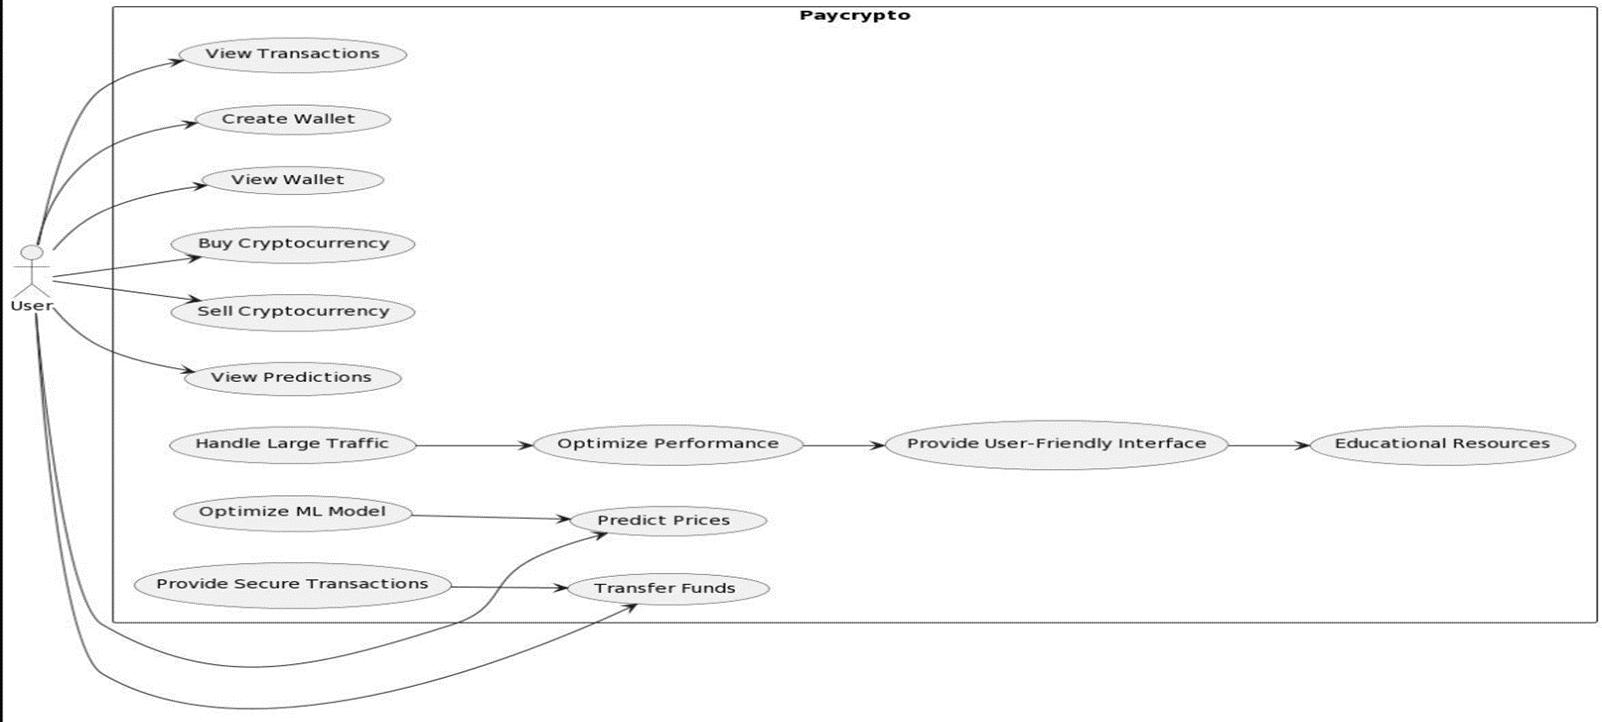 Paycrypto
View Transactions
Create Wallet
View Wallet
Buy Cryptocurrency
User
Sell Cryptocurrency
View Predictions
Handle Large Traffic
Optimize Performance
Provide User-Friendly Interface
Educational Resources
Optimize ML Model
Predict Prices
Provide Secure Transactions
Transfer Funds